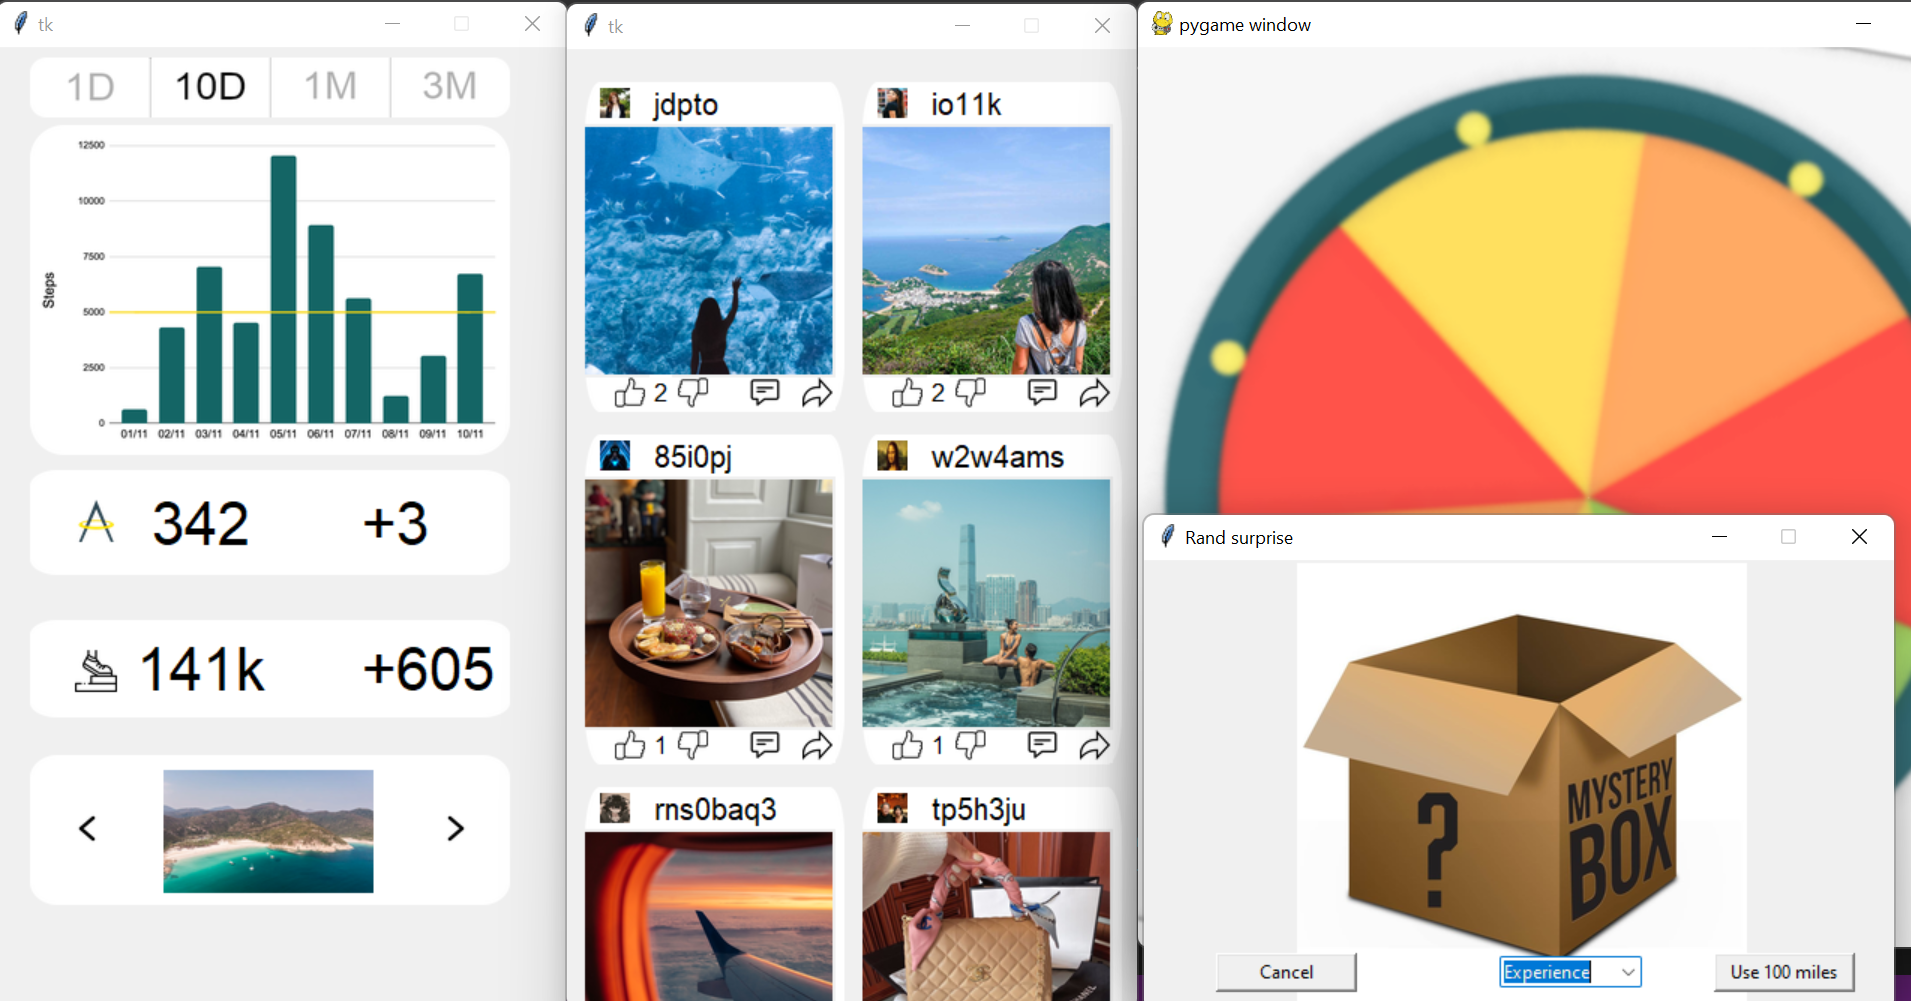 tk
1D 10D 1M 3M
12500
10000
7500
5000
2500
0
Steps
01/11 02/11 03/11 04/11 05/11 06/11 07/11 08/11 09/11 10/11
342 +3
141k +605
tk
jdpto
io11k
2
2
85i0pj
w2w4ams
1
1
rns0baq3
tp5h3ju
CHANEL
pygame window
Rand surprise
?
MYSTERY
BOX
Cancel
Experience
Use 100 miles